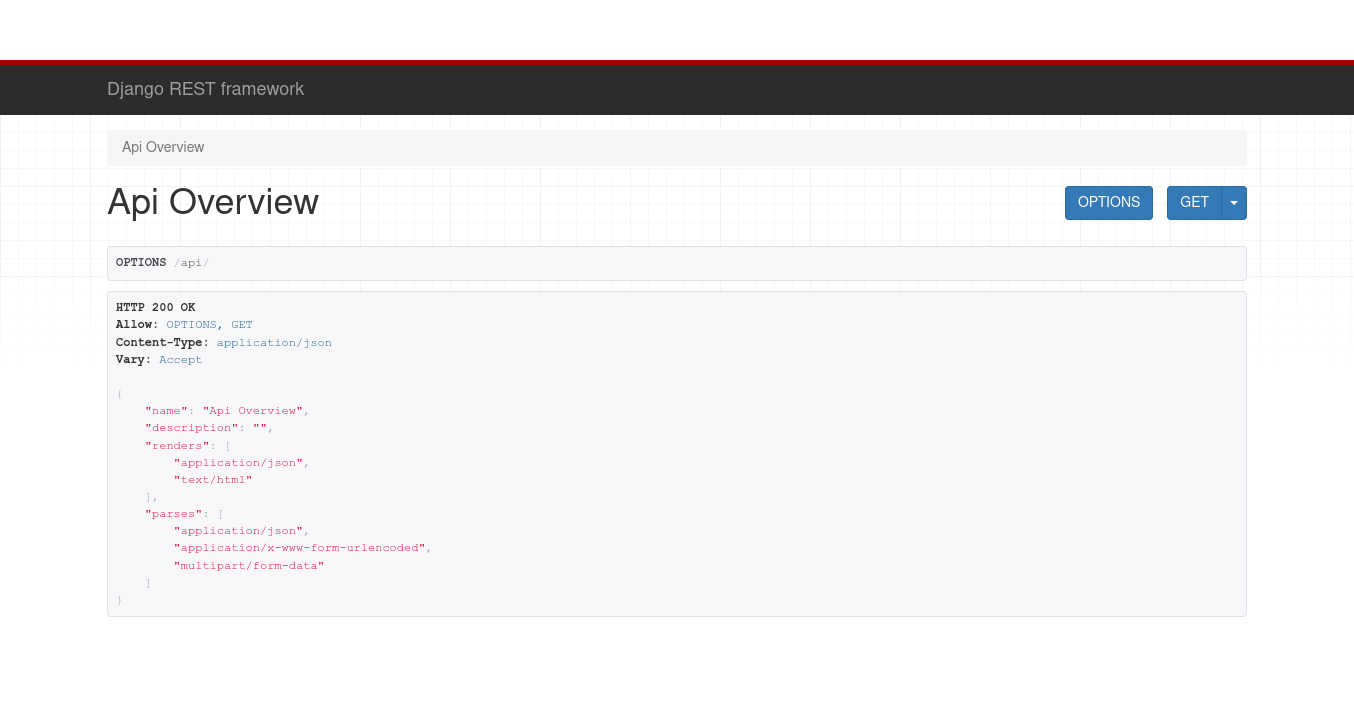 Django REST framework
Api Overview
Api Overview
OPTIONS
GET
OPTIONS /api/
HTTP 200 OK
Allow: OPTIONS, GET
Content-Type: application/json
Vary: Accept
{
    "name": "Api Overview",
    "description": "",
    "renders": [
        "application/json",
        "text/html"
    ],
    "parses": [
        "application/json",
        "application/x-www-form-urlencoded",
        "multipart/form-data"
    ]
}